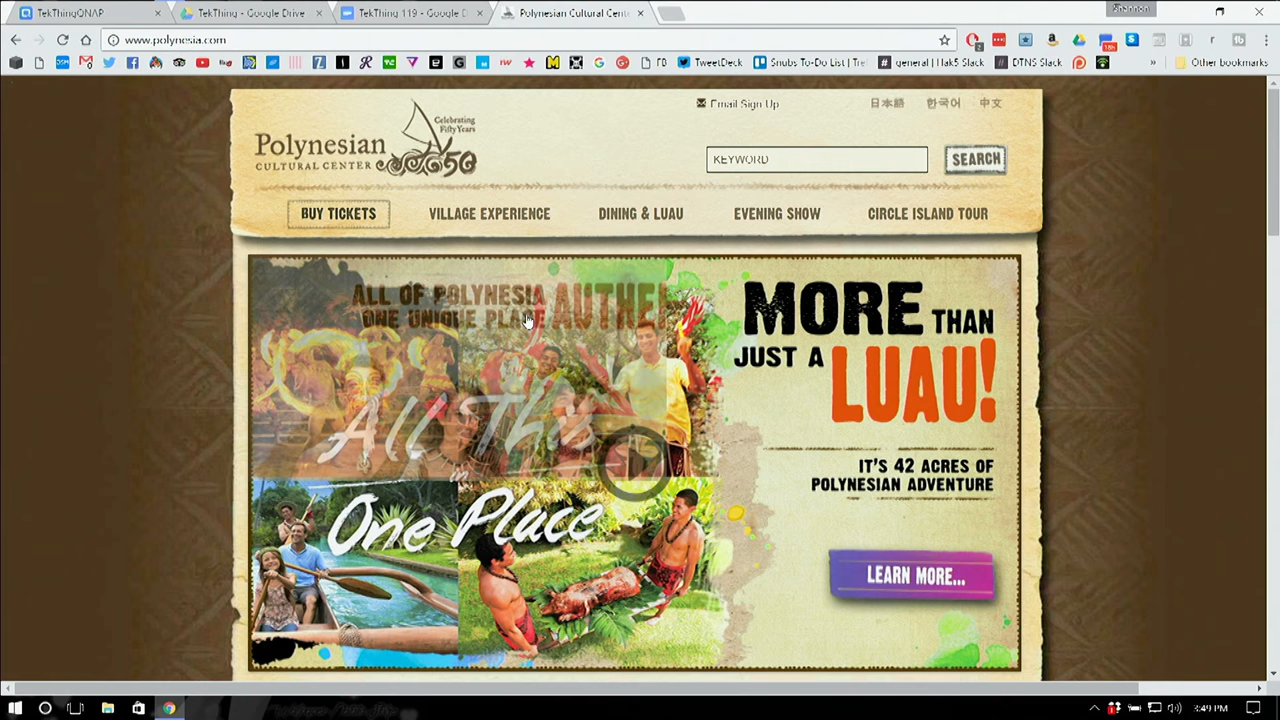 TekThingQNAP
TekThing - Google Drive
TekThing 119 - Google D
Polynesian Cultural Cent
Shannon
www.polynesia.com
FB
TweetDeck
Snubs To-Do List | Tre
general | Hak5 Slack
DTNS Slack
Other bookmarks
Polynesian
CULTURAL CENTER
Celebrating
Fifty Years
50
Email Sign Up
日本語
한국어
中文
KEYWORD
SEARCH
BUY TICKETS
VILLAGE EXPERIENCE
DINING & LUAU
EVENING SHOW
CIRCLE ISLAND TOUR
ALL OF POLYNESIA
ONE UNIQUE PLACE
AUTHEN
All This
in
One Place
MORE THAN
JUST A
LUAU!
IT'S 42 ACRES OF
POLYNESIAN ADVENTURE
LEARN MORE...
3:49 PM